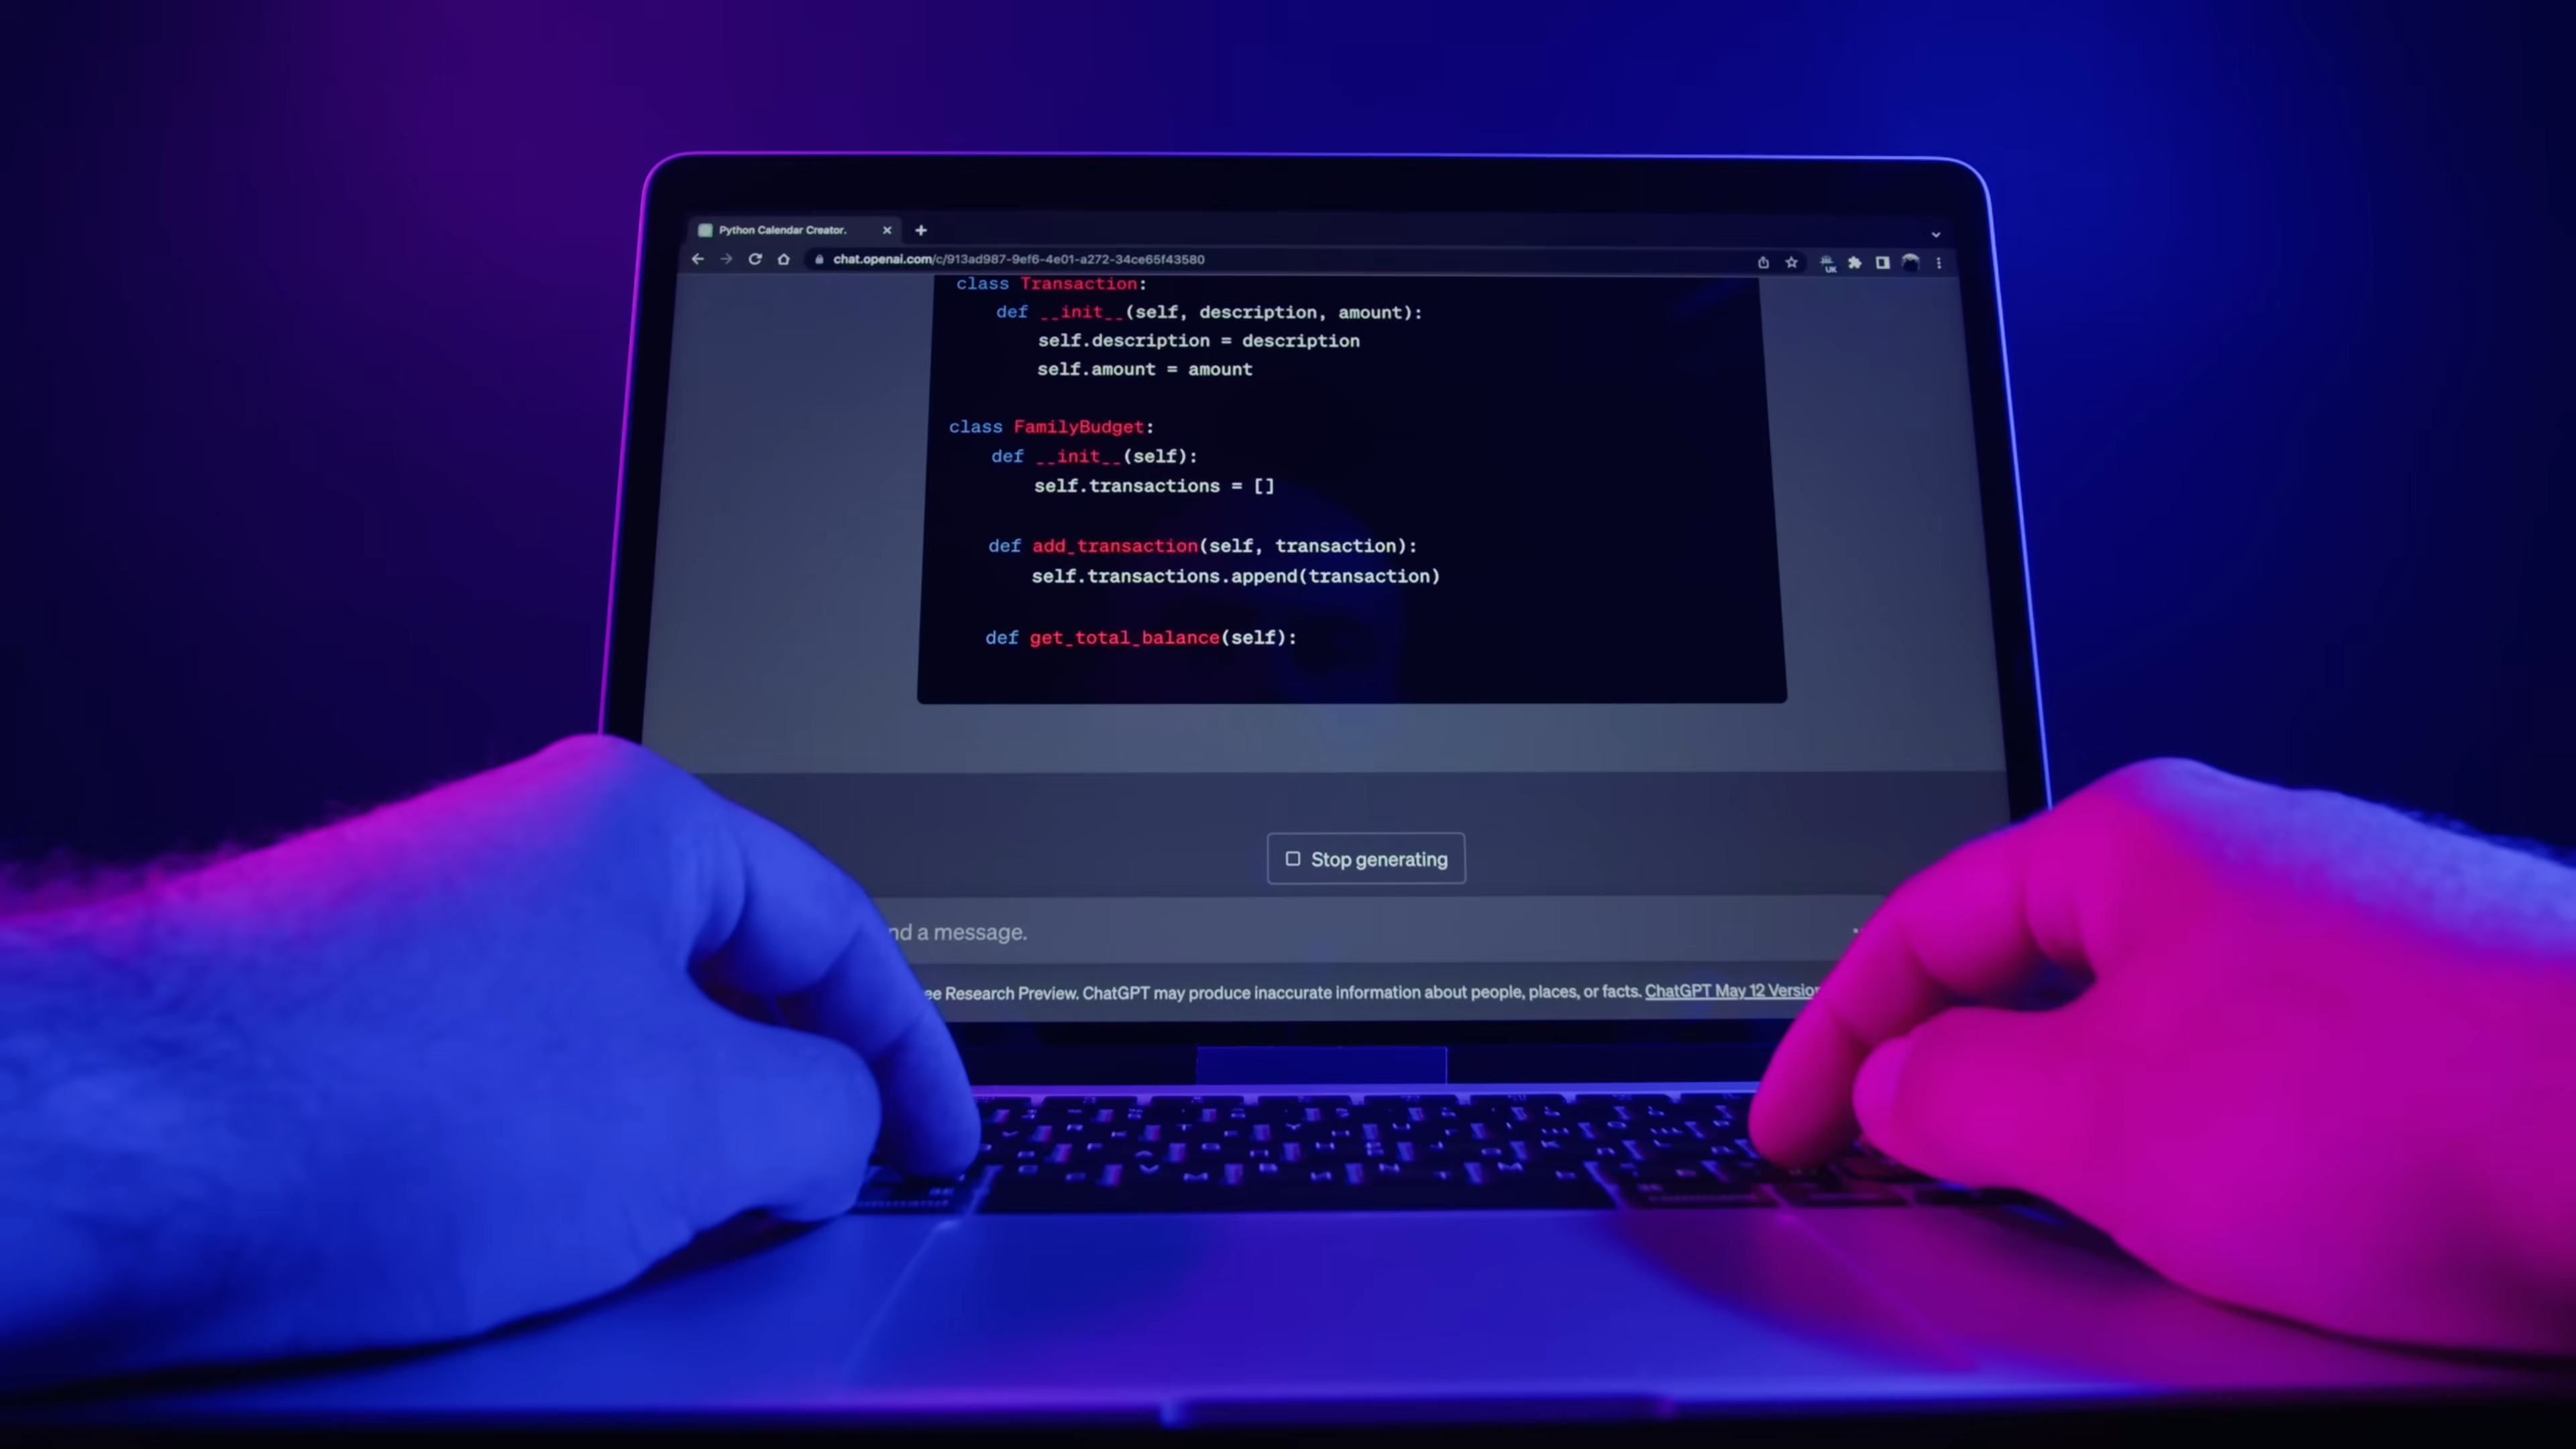 Python Calendar Creator.
chat.openai.com/c/913ad987-9ef6-4e01-a272-34ce65f43580
UK
class Transaction:
def __init__(self, description, amount):
self.description = description
self.amount = amount
class FamilyBudget:
def __init__(self):
self.transactions = []
def add_transaction(self, transaction):
self.transactions.append(transaction)
def get_total_balance(self):
Stop generating
nd a message.
ee Research Preview. ChatGPT may produce inaccurate information about people, places, or facts. ChatGPT May 12 Version